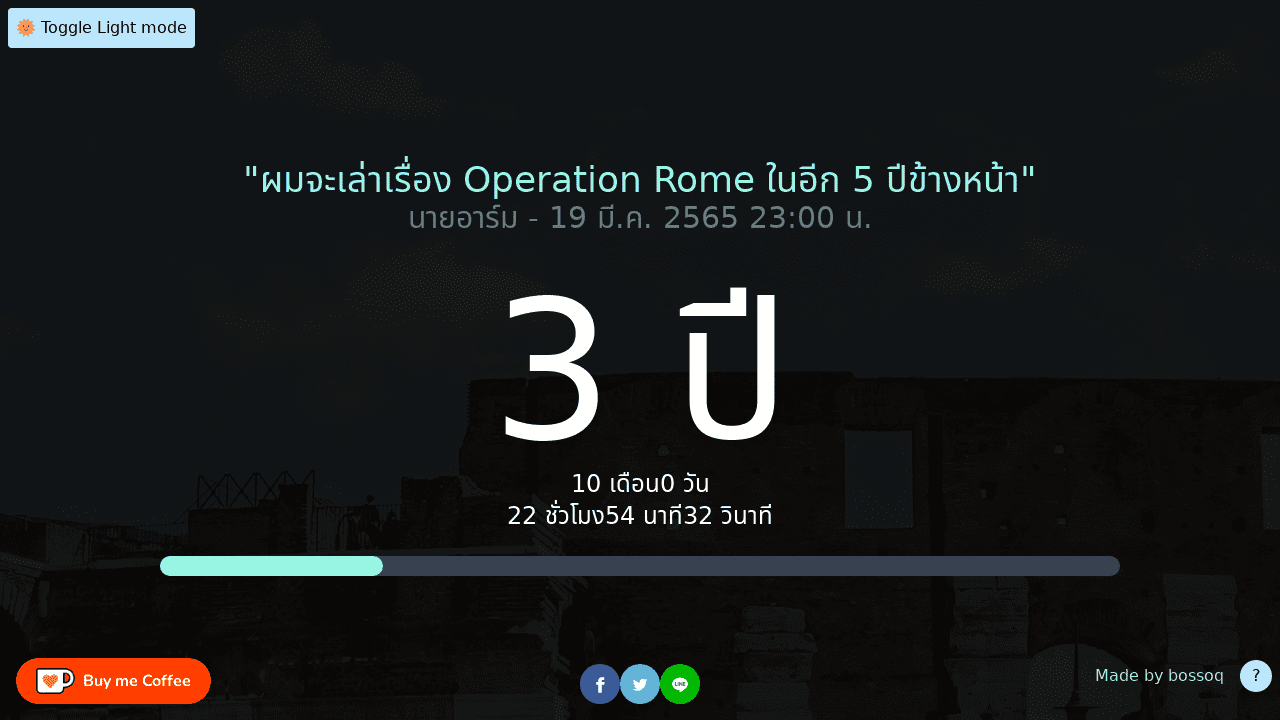 Toggle Light mode
"ผมจะเล่าเรื่อง Operation Rome ในอีก 5 ปีข้างหน้า"
นายอาร์ม - 19 มี.ค. 2565 23:00 น.
3 ปี
10 เดือน0 วัน
22 ชั่วโมง54 นาที32 วินาที
Buy me Coffee
LINE
Made by bossoq
?